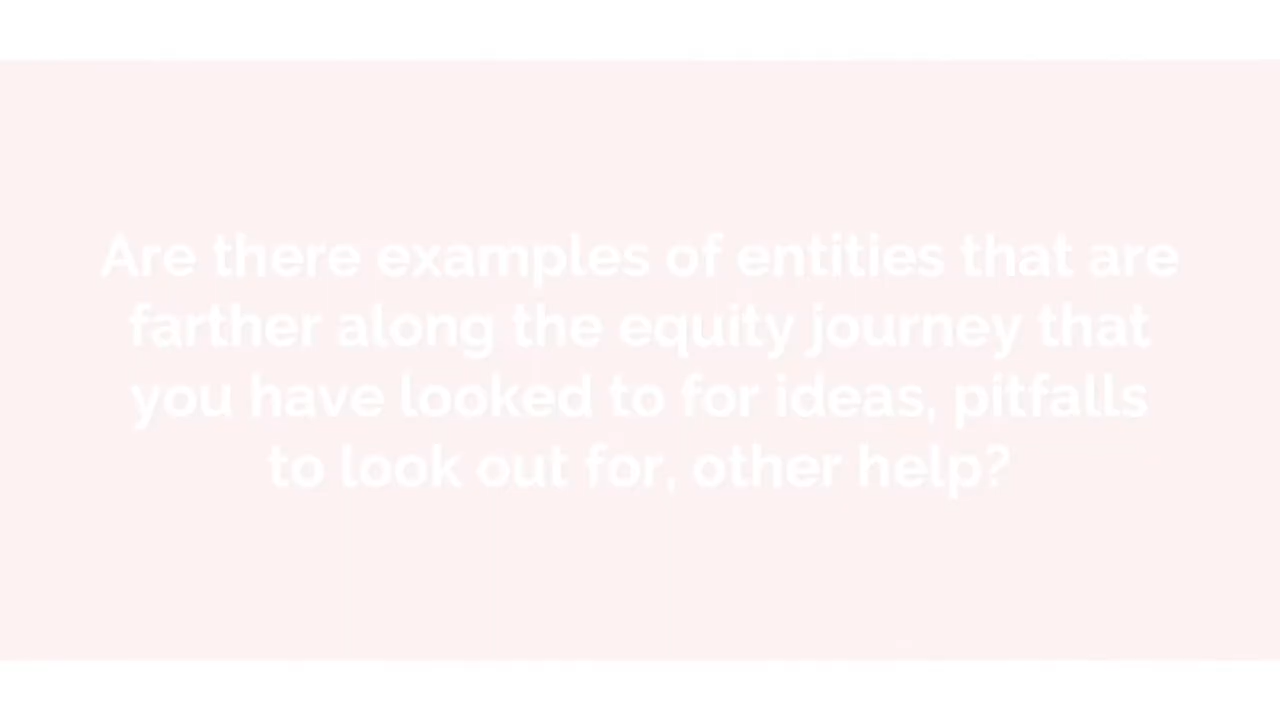 Are there examples of entities that are
farther along the equity journey that
you have looked to for ideas, pitfalls
to look out for, other help?